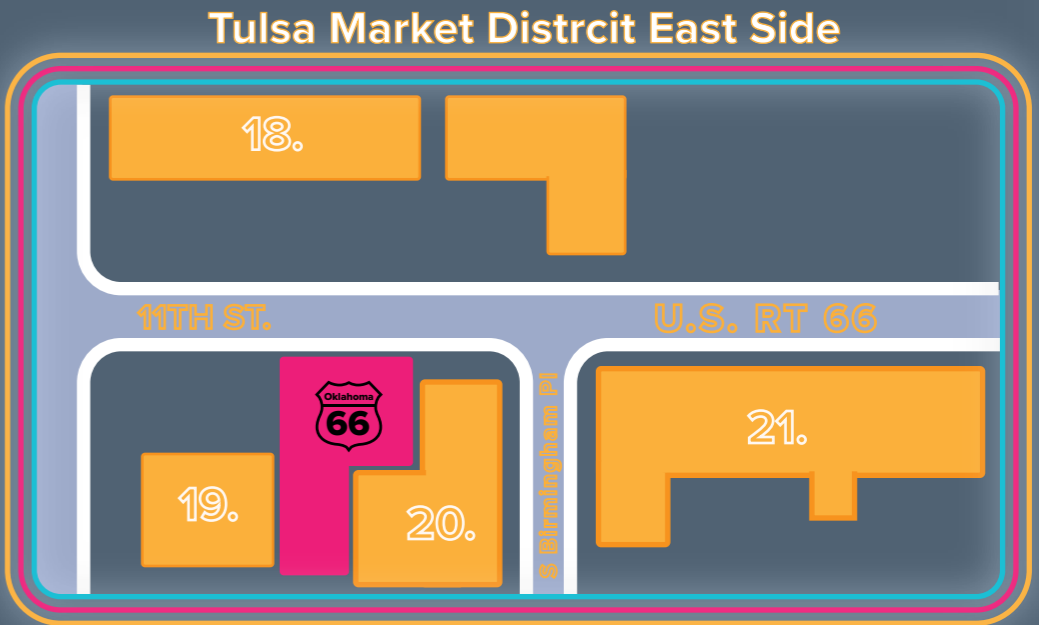 Tulsa Market Distrcit East Side
18.
11TH ST.
U.S. RT 66
Oklahoma
66
S Birmingham Pl
19.
20.
21.